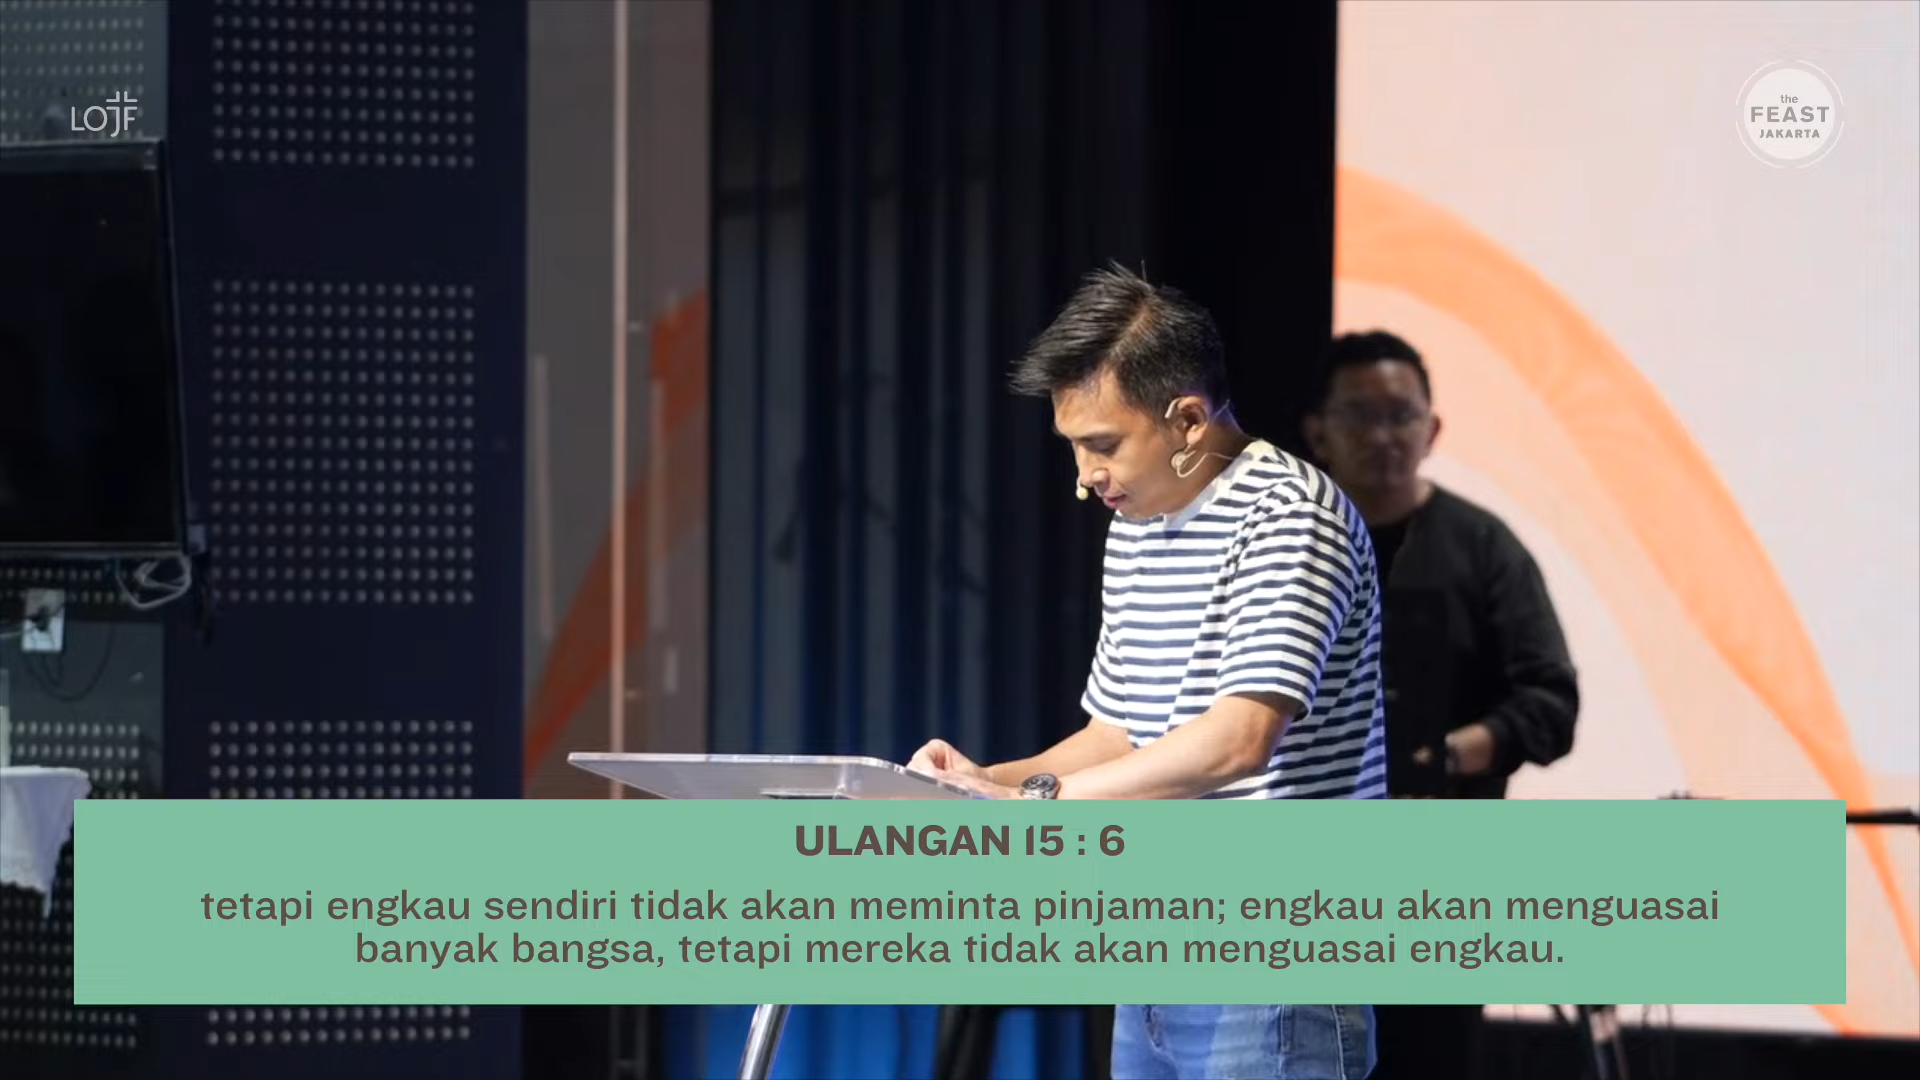 LOJF
the
FEAST
JAKARTA
ULANGAN 15 : 6
tetapi engkau sendiri tidak akan meminta pinjaman; engkau akan menguasai
banyak bangsa, tetapi mereka tidak akan menguasai engkau.